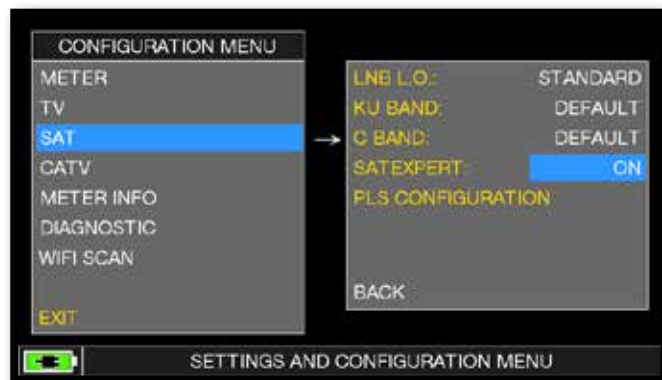 CONFIGURATION MENU
METER
TV
SAT
CATV
METER INFO
DIAGNOSTIC
WIFI SCAN
EXIT
→
LNB L.O.: STANDARD
KU BAND: DEFAULT
C BAND: DEFAULT
SATEXPERT: ON
PLS CONFIGURATION
BACK
SETTINGS AND CONFIGURATION MENU